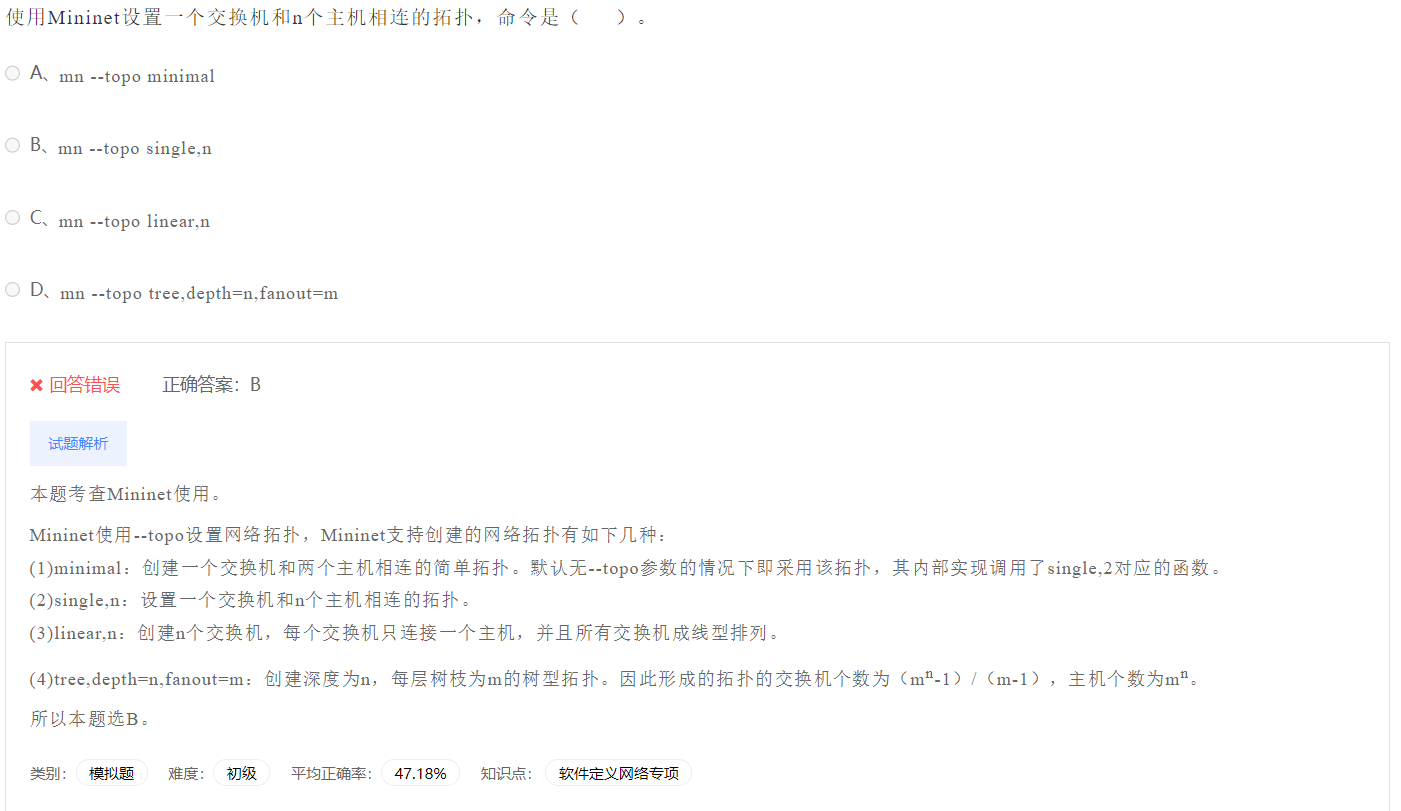 使用Mininet设置一个交换机和n个主机相连的拓扑，命令是（　　）。
A、mn --topo minimal
B、mn --topo single,n
C、mn --topo linear,n
D、mn --topo tree,depth=n,fanout=m
✖ 回答错误　正确答案：B
试题解析
本题考查Mininet使用。
Mininet使用--topo设置网络拓扑，Mininet支持创建的网络拓扑有如下几种：
(1)minimal：创建一个交换机和两个主机相连的简单拓扑。默认无--topo参数的情况下即采用该拓扑，其内部实现调用了single,2对应的函数。
(2)single,n：设置一个交换机和n个主机相连的拓扑。
(3)linear,n：创建n个交换机，每个交换机只连接一个主机，并且所有交换机成线型排列。
(4)tree,depth=n,fanout=m：创建深度为n，每层树枝为m的树型拓扑。因此形成的拓扑的交换机个数为（mⁿ-1）/（m-1），主机个数为mⁿ。
所以本题选B。
类别：模拟题　难度：初级　平均正确率：47.18%　知识点：软件定义网络专项